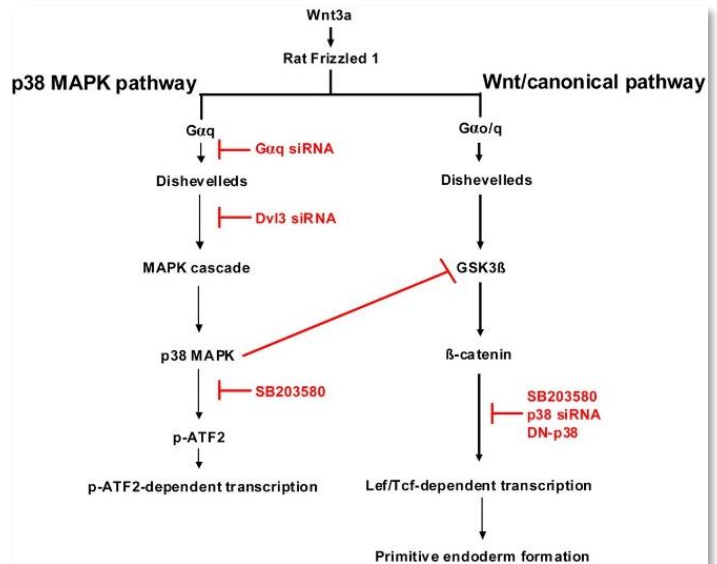 Wnt3a
Rat Frizzled 1
p38 MAPK pathway
Wnt/canonical pathway
Gαq
Gαo/q
Gαq siRNA
Dishevelleds
Dishevelleds
Dvl3 siRNA
MAPK cascade
GSK3ß
p38 MAPK
ß-catenin
SB203580
SB203580
p38 siRNA
DN-p38
p-ATF2
p-ATF2-dependent transcription
Lef/Tcf-dependent transcription
Primitive endoderm formation